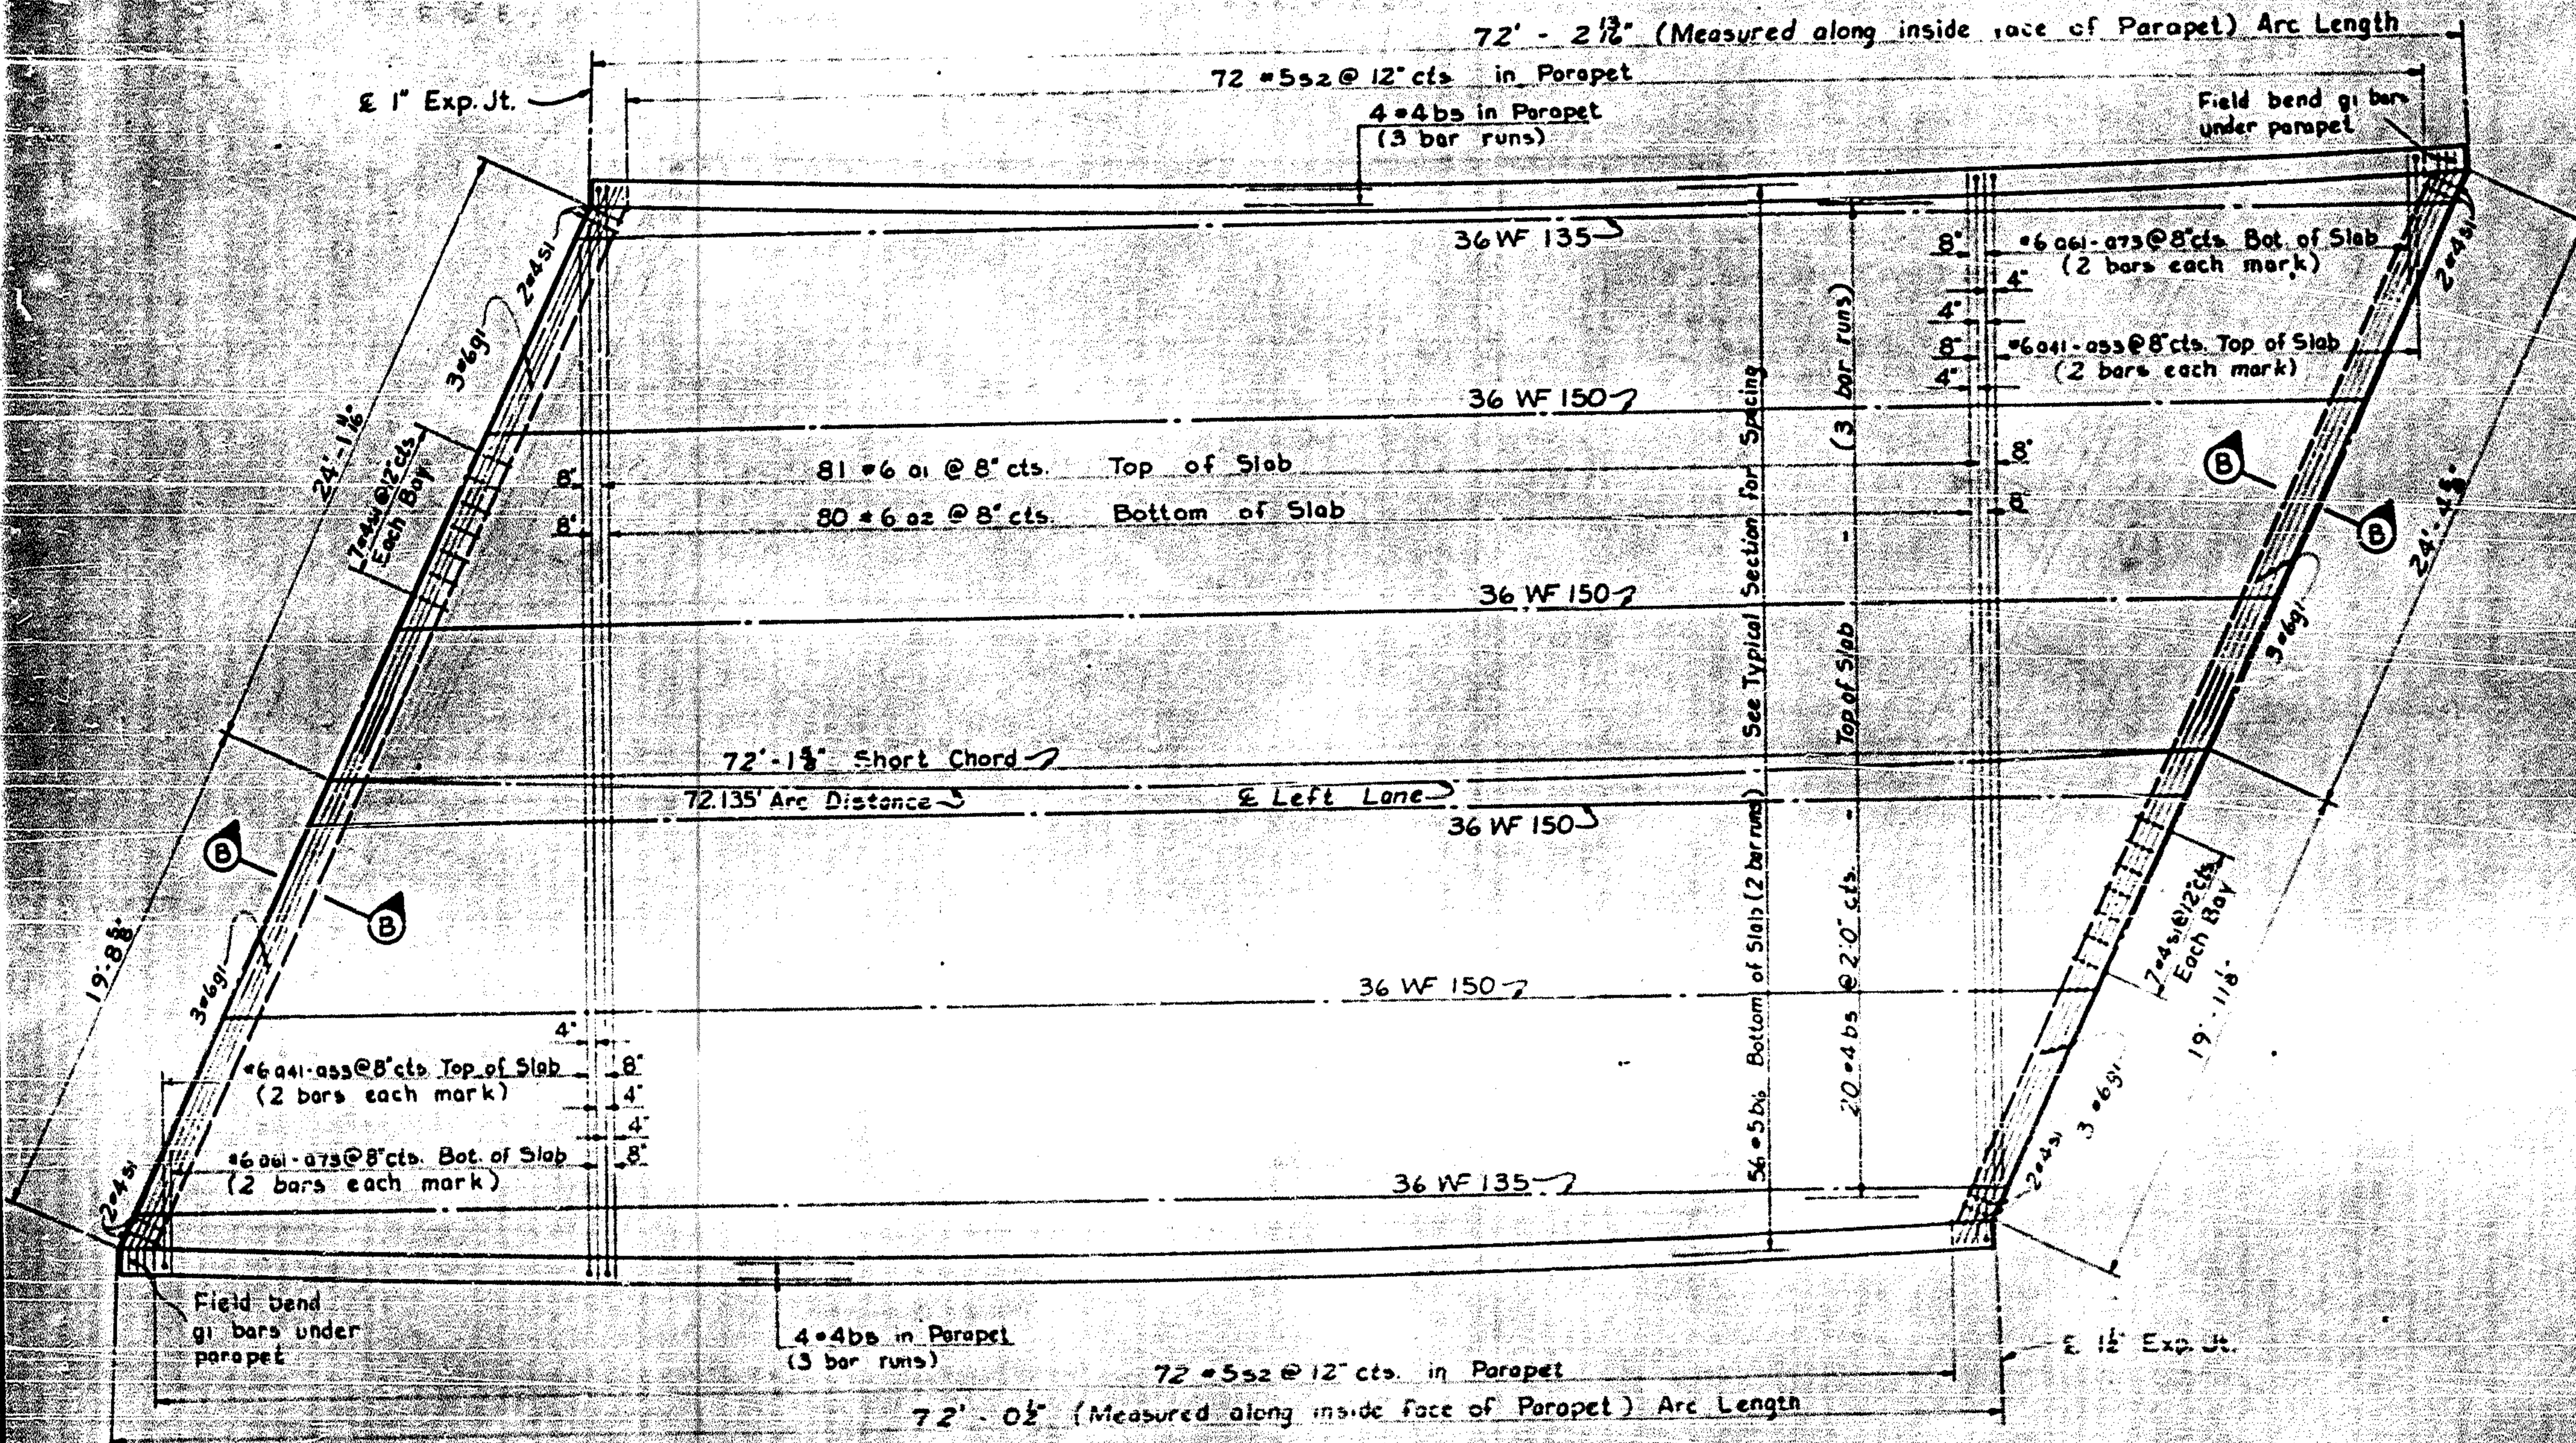 72' - 2 13/16" (Measured along inside face of Parapet) Arc Length
72 #5s2 @ 12" cts in Parapet
℄ 1" Exp. Jt.
4 #4b5 in Parapet
(3 bar runs)
Field bend g1 bars
under parapet
2#4s1
36 WF 135
8"
#6 a61-a73 @ 8" cts. Bot. of Slab
(2 bars each mark)
2#4s1
4"
4"
3#6g1
8"
#6 a41-a53 @ 8" cts. Top of Slab
(2 bars each mark)
4"
36 WF 150
24'-1 11/16"
7#4s1@12"cts.
Each Bay
8"
81 #6 a1 @ 8" cts. Top of Slab
8"
8"
80 #6 a2 @ 8" cts. Bottom of Slab
8"
B
B
24'-4 5/8"
36 WF 150
3#6g1
56 #5b6 Bottom of Slab (2 bar runs) See Typical Section for Spacing
20 #4b5 @ 2'0" cts. - Top of Slab - (3 bar runs)
72'-1 5/8" Short Chord
72.135' Arc Distance
℄ Left Lane
36 WF 150
B
B
7#4s1@12"cts
Each Bay
19'-8 5/8"
3#6g1
36 WF 150
19'-11 1/8"
4"
#6 a41-a53 @ 8" cts. Top of Slab
(2 bars each mark)
8"
4"
4"
#6 a61-a73 @ 8" cts. Bot. of Slab
(2 bars each mark)
8"
3 #6g1
2#4s1
36 WF 135
2#4s1
Field bend
g1 bars under
parapet
4#4b5 in Parapet
(3 bar runs)
72 #5s2 @ 12" cts. in Parapet
℄ 1½" Exp. Jt.
72' - 0½" (Measured along inside face of Parapet) Arc Length